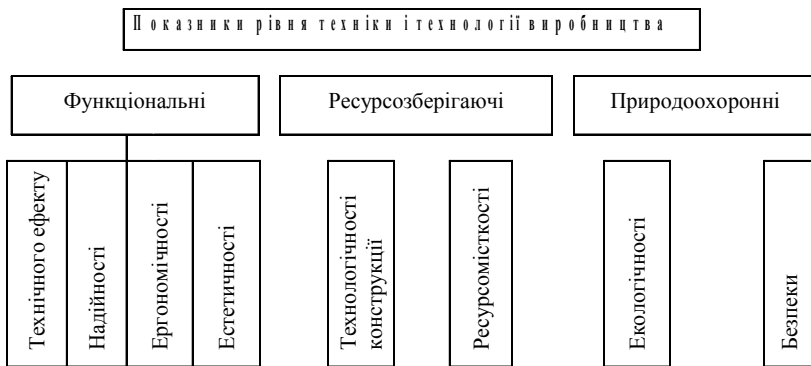 Показники рівня техніки і технології виробництва
Функціональні
Ресурсозберігаючі
Природоохоронні
Технічного ефекту
Надійності
Ергономічності
Естетичності
Технологічності
конструкції
Ресурсомісткості
Екологічності
Безпеки